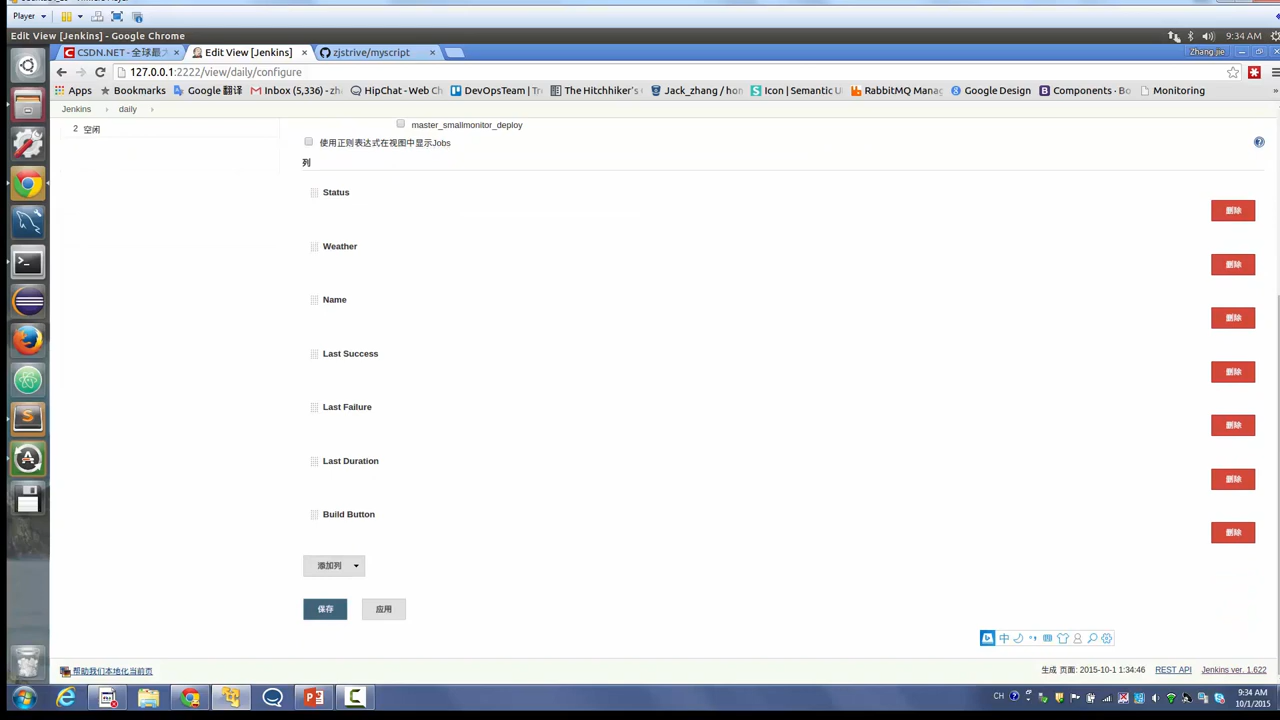 Player
Edit View [Jenkins] - Google Chrome
9:34 AM
CSDN.NET - 全球最
Edit View [Jenkins]
zjstrive/myscript
Zhang jie
127.0.0.1:2222/view/daily/configure
Apps
Bookmarks
Google 翻译
Inbox (5,336) - zh
HipChat - Web C
DevOpsTeam | Tr
The Hitchhiker's
Jack_zhang / hon
Icon | Semantic U
RabbitMQ Manag
Google Design
Components · Bo
Monitoring
»
Jenkins
daily
2 空闲
master_smallmonitor_deploy
使用正则表达式在视图中显示Jobs
列
Status
删除
Weather
删除
Name
删除
Last Success
删除
Last Failure
删除
Last Duration
删除
Build Button
删除
添加列
保存
应用
中
帮助我们本地化当前页
生成 页面: 2015-10-1 1:34:46
REST API
Jenkins ver. 1.622
CH
9:34 AM
10/1/2015